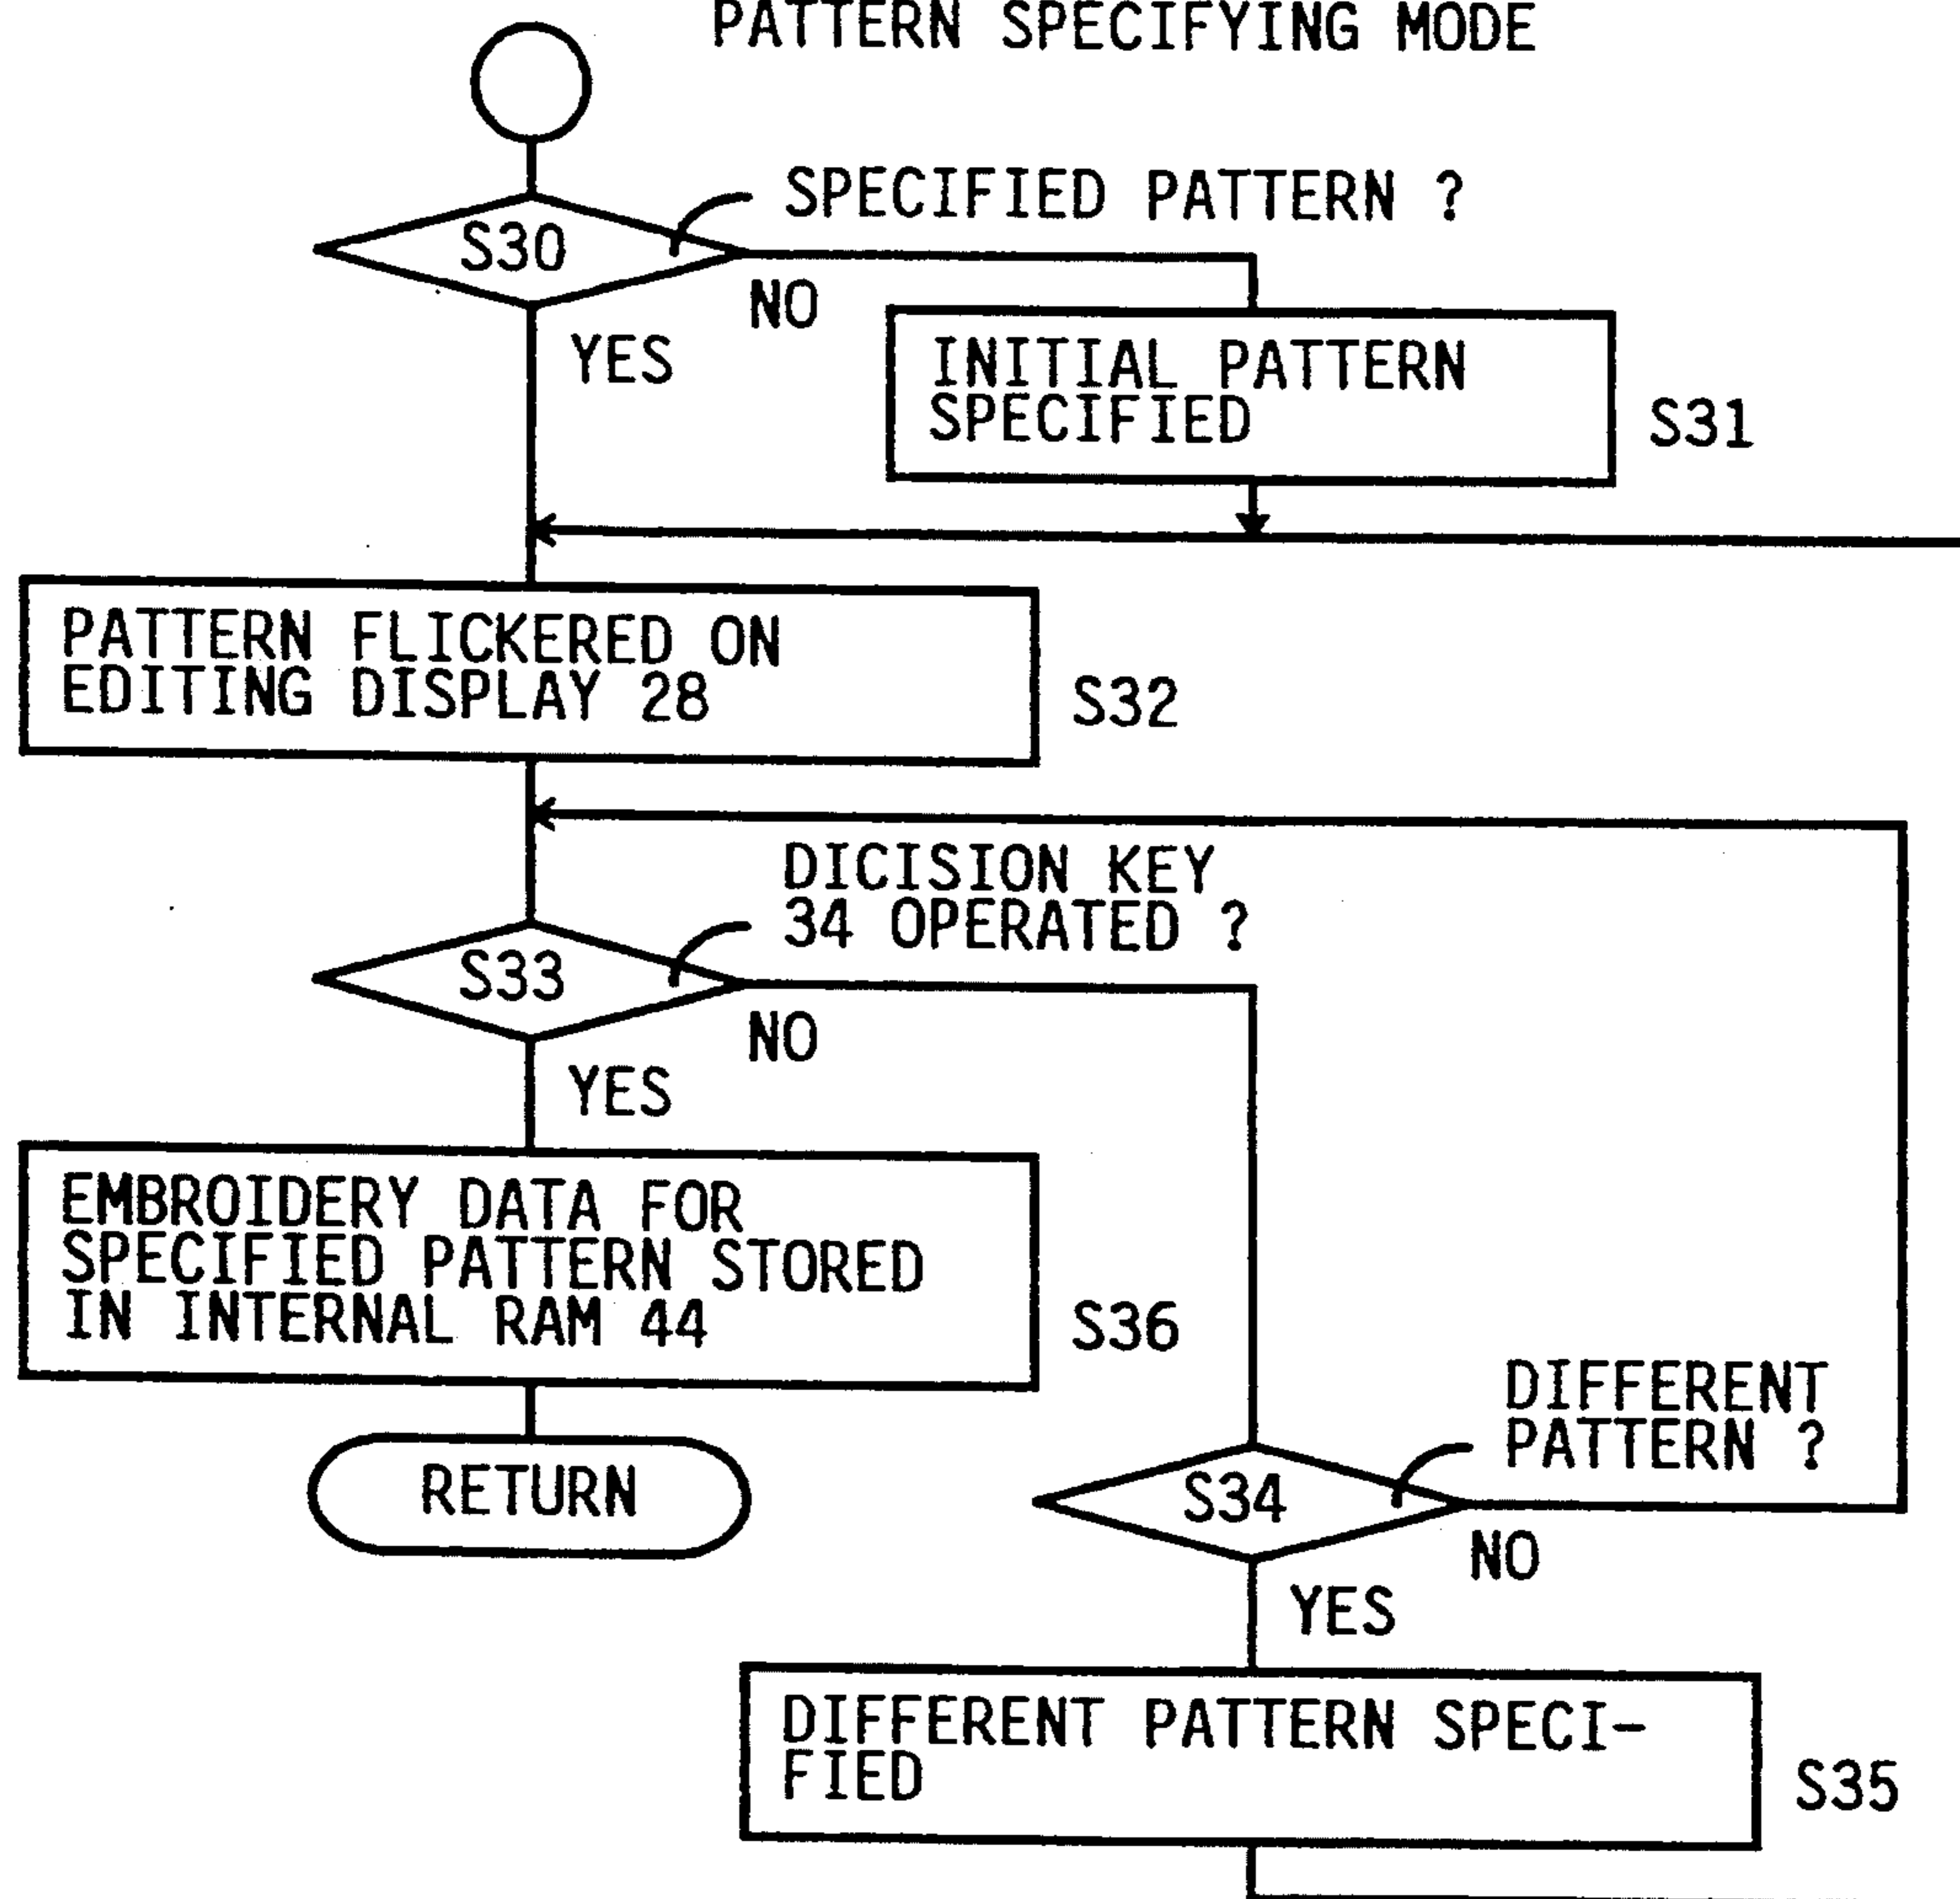 PATTERN SPECIFYING MODE
SPECIFIED PATTERN ?
S30
NO
YES
INITIAL PATTERN
SPECIFIED
S31
PATTERN FLICKERED ON
EDITING DISPLAY 28
S32
DICISION KEY
34 OPERATED ?
S33
NO
YES
EMBROIDERY DATA FOR
SPECIFIED PATTERN STORED
IN INTERNAL RAM 44
S36
RETURN
DIFFERENT
PATTERN ?
S34
NO
YES
DIFFERENT PATTERN SPECI-
FIED
S35